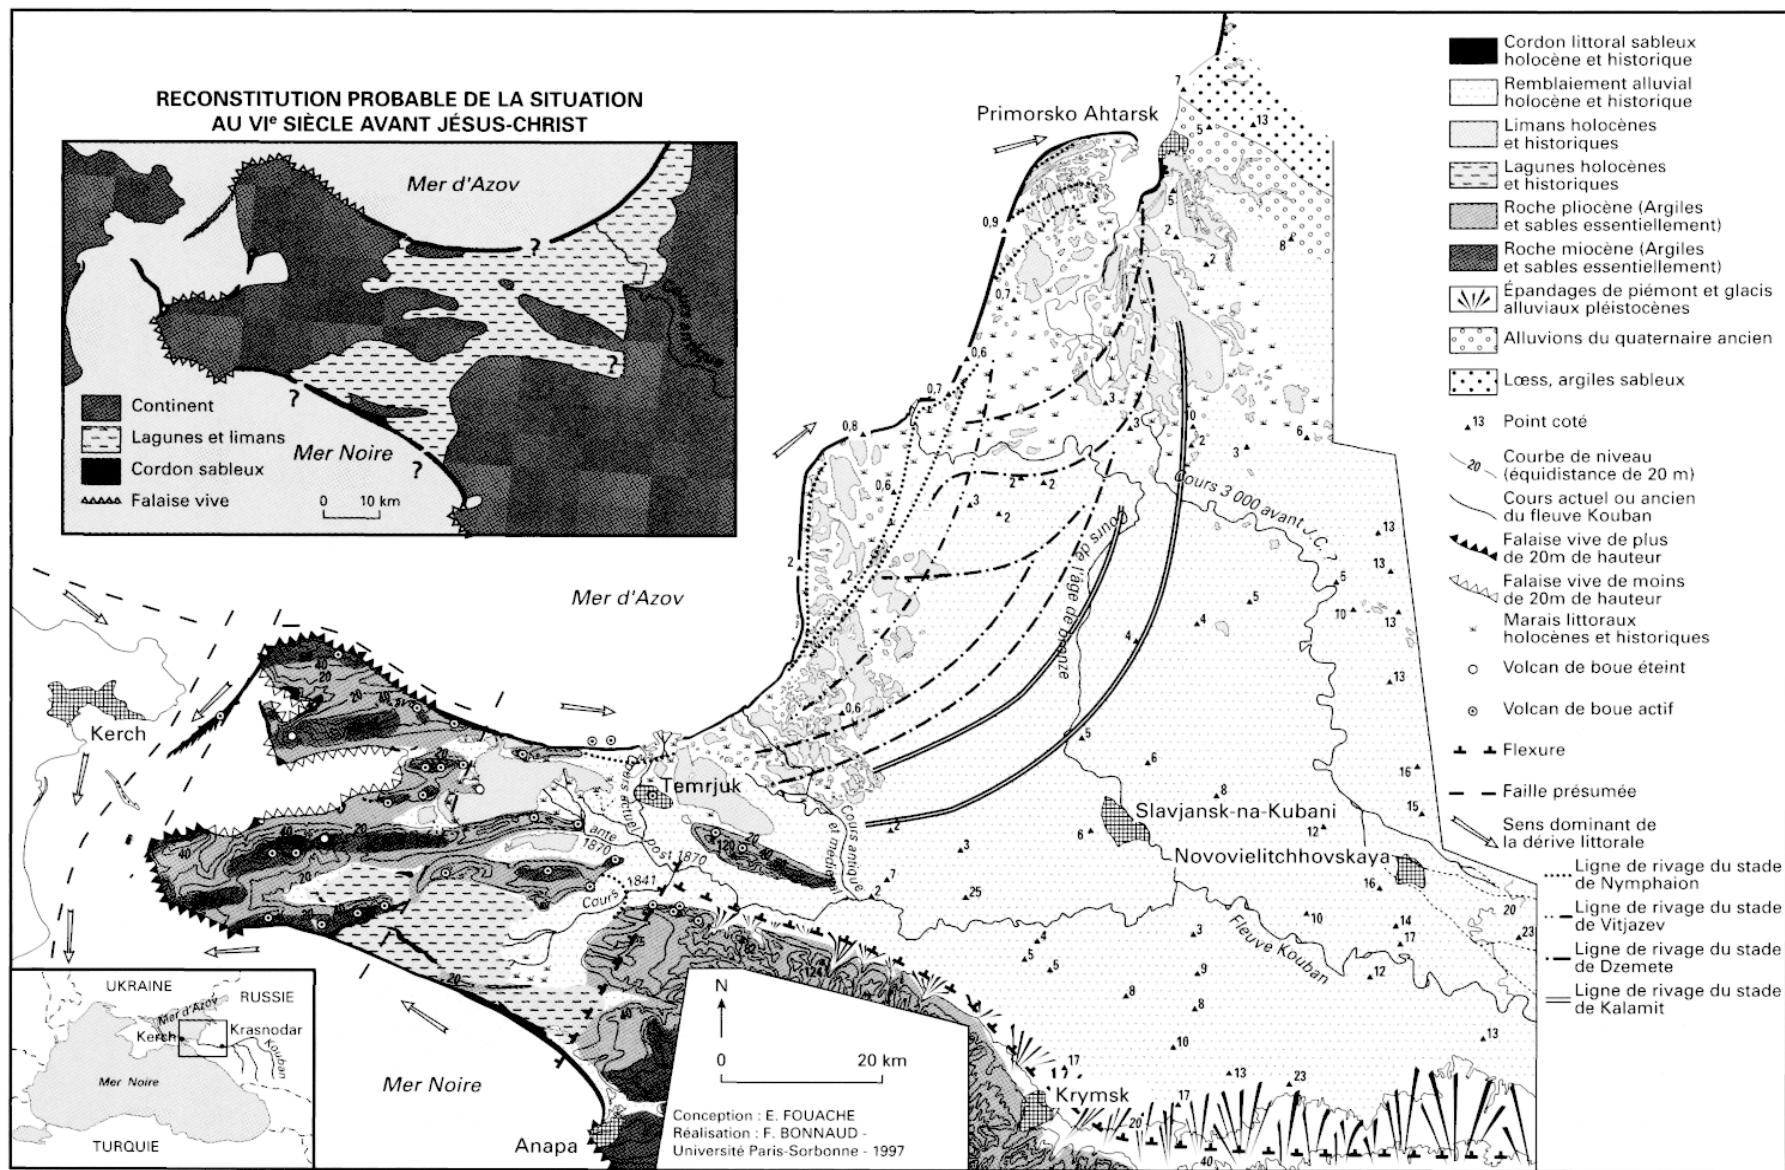 RECONSTITUTION PROBABLE DE LA SITUATION
AU VIe SIÈCLE AVANT JÉSUS-CHRIST
Mer d'Azov
Cours antique
Mer Noire
Continent
Lagunes et limans
Cordon sableux
Falaise vive
0 10 km
?
?
?
?
Primorsko Ahtarsk
Mer d'Azov
Cours 3 000 avant J.C. ?
Cours de l'âge de bronze
Kerch
Temrjuk
Cours actuel
ante
1870
post 1870
Cours 1841
Cours antique
et médiéval
Slavjansk-na-Kubani
Novovielitchhovskaya
Fleuve Kouban
Krymsk
Anapa
Mer Noire
N
0 20 km
Conception : E. FOUACHE
Réalisation : F. BONNAUD -
Université Paris-Sorbonne - 1997
UKRAINE
RUSSIE
Mer d'Azov
Kerch
Krasnodar
Kouban
Mer Noire
TURQUIE
Cordon littoral sableux
holocène et historique
Remblaiement alluvial
holocène et historique
Limans holocènes
et historiques
Lagunes holocènes
et historiques
Roche pliocène (Argiles
et sables essentiellement)
Roche miocène (Argiles
et sables essentiellement)
Épandages de piémont et glacis
alluviaux pléistocènes
Alluvions du quaternaire ancien
Lœss, argiles sableux
13 Point coté
20 Courbe de niveau
(équidistance de 20 m)
Cours actuel ou ancien
du fleuve Kouban
Falaise vive de plus
de 20m de hauteur
Falaise vive de moins
de 20m de hauteur
Marais littoraux
holocènes et historiques
Volcan de boue éteint
Volcan de boue actif
Flexure
Faille présumée
Sens dominant de
la dérive littorale
Ligne de rivage du stade
de Nymphaion
Ligne de rivage du stade
de Vitjazev
Ligne de rivage du stade
de Dzemete
Ligne de rivage du stade
de Kalamit